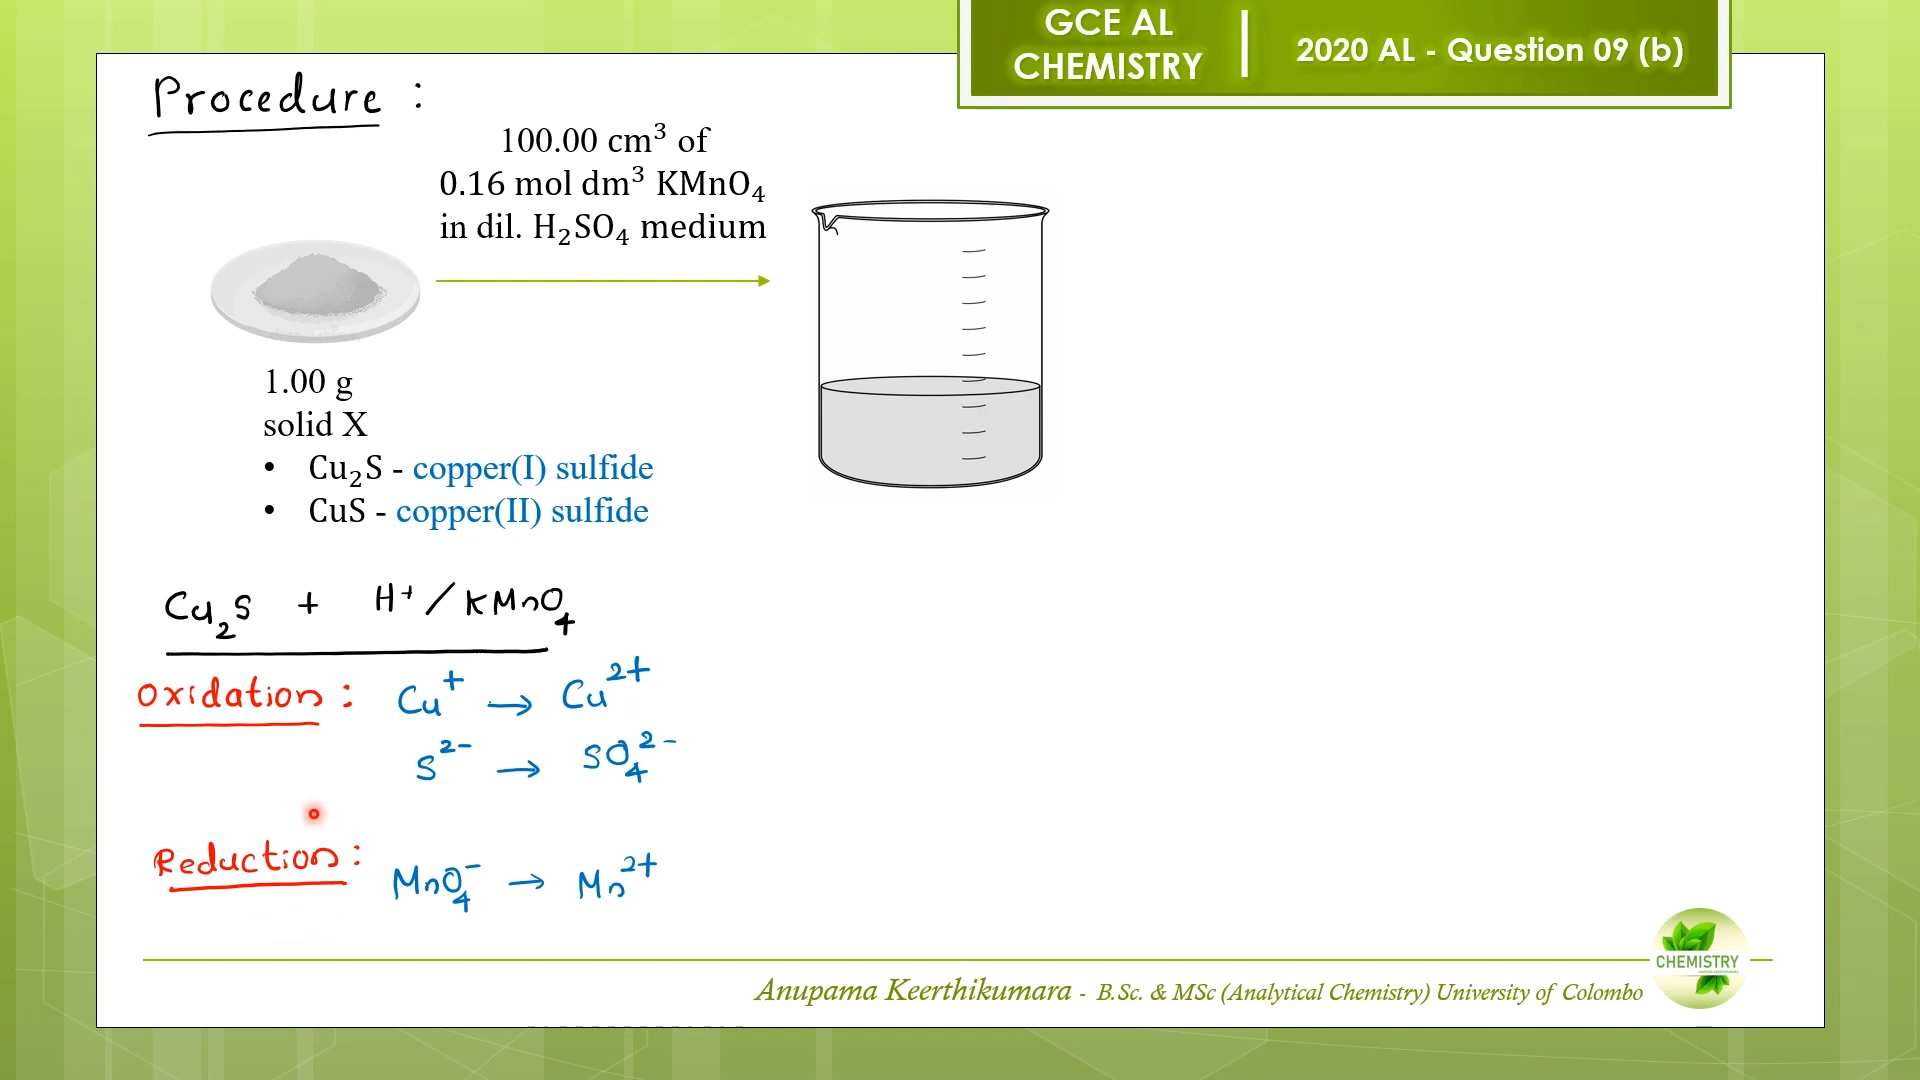 GCE AL
CHEMISTRY
2020 AL - Question 09 (b)
Procedure :
100.00 cm³ of
0.16 mol dm³ KMnO₄
in dil. H₂SO₄ medium
1.00 g
solid X
• Cu₂S - copper(I) sulfide
• CuS - copper(II) sulfide
Cu₂S + H⁺/KMnO₄
Oxidation : Cu⁺ → Cu²⁺
S²⁻ → SO₄²⁻
Reduction : MnO₄⁻ → Mn²⁺
CHEMISTRY
Anupama Keerthikumara - B.Sc. & MSc (Analytical Chemistry) University of Colombo